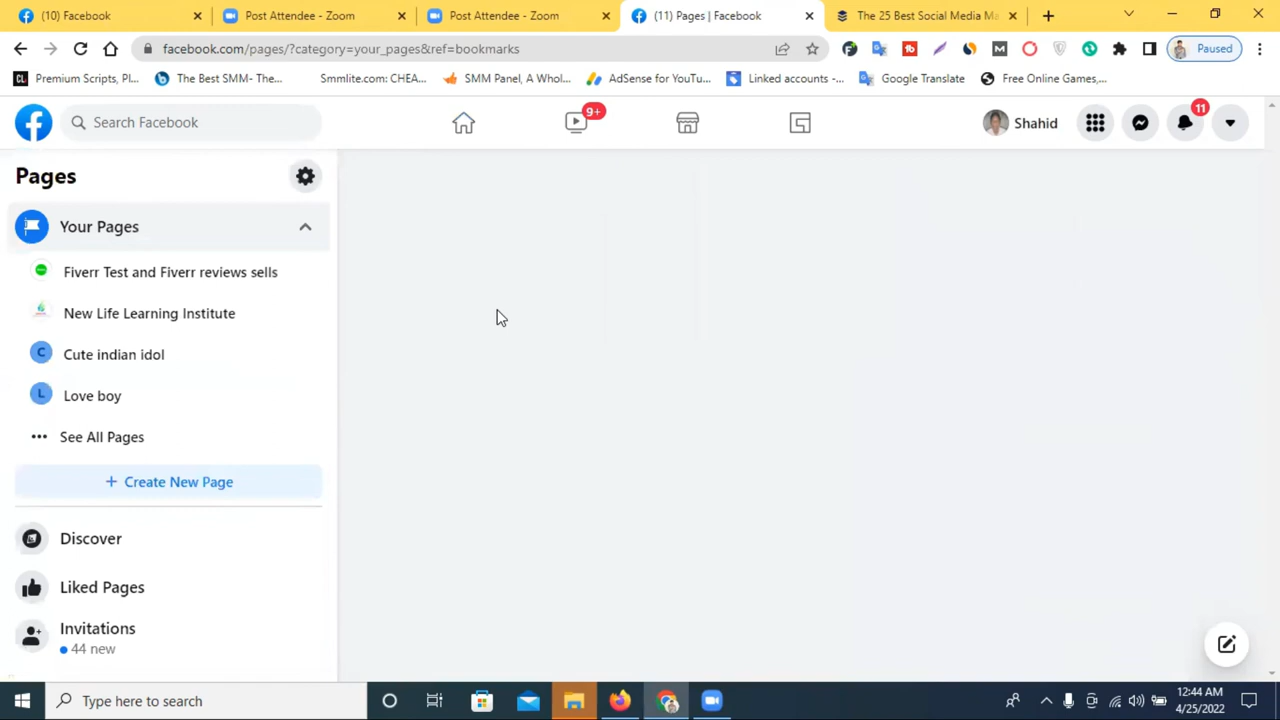 (10) Facebook
Post Attendee - Zoom
Post Attendee - Zoom
(11) Pages | Facebook
The 25 Best Social Media Ma
facebook.com/pages/?category=your_pages&ref=bookmarks
Paused
CL Premium Scripts, Pl...
The Best SMM- The...
Smmlite.com: CHEA...
SMM Panel, A Whol...
AdSense for YouTu...
Linked accounts -...
Google Translate
Free Online Games,...
Search Facebook
9+
Shahid
11
Pages
Your Pages
Fiverr Test and Fiverr reviews sells
New Life Learning Institute
C Cute indian idol
L Love boy
See All Pages
+ Create New Page
Discover
Liked Pages
Invitations
44 new
Type here to search
12:44 AM
4/25/2022